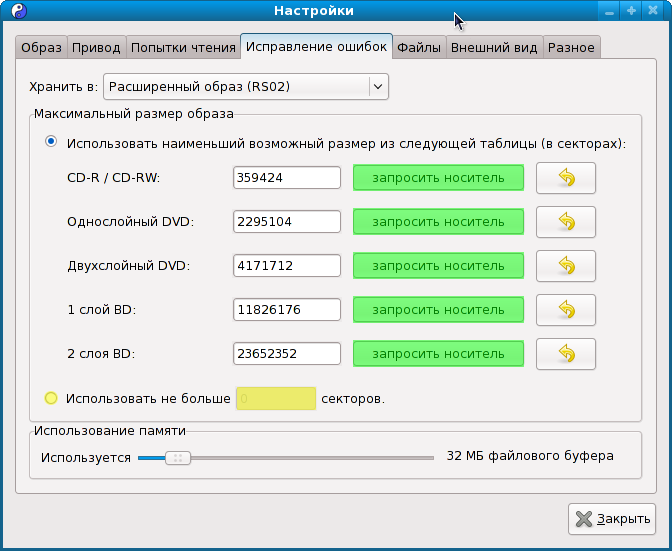 Настройки
Образ Привод Попытки чтения Исправление ошибок Файлы Внешний вид Разное
Хранить в: Расширенный образ (RS02)
Максимальный размер образа
Использовать наименьший возможный размер из следующей таблицы (в секторах):
CD-R / CD-RW: 359424 запросить носитель
Однослойный DVD: 2295104 запросить носитель
Двухслойный DVD: 4171712 запросить носитель
1 слой BD: 11826176 запросить носитель
2 слоя BD: 23652352 запросить носитель
Использовать не больше 0 секторов.
Использование памяти
Используется 32 МБ файлового буфера
Закрыть